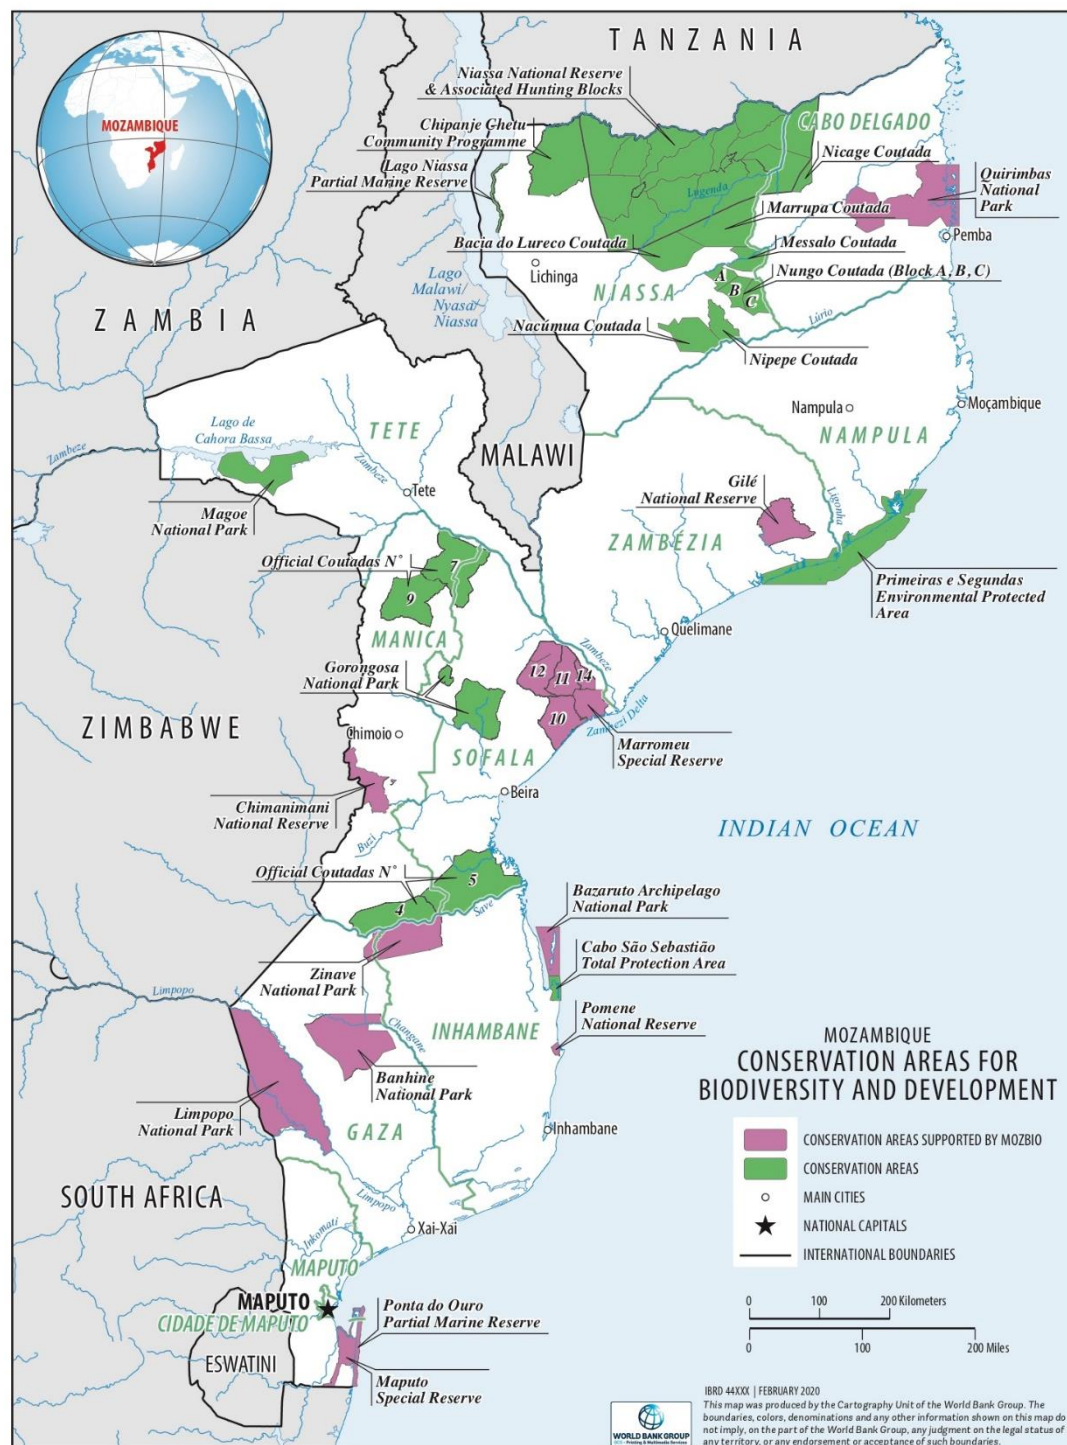 TANZANIA
Niassa National Reserve
& Associated Hunting Blocks
MOZAMBIQUE
Chipanje Ghetu
Community Programme
CABO DELGADO
Nicage Coutada
Lago Niassa
Partial Marine Reserve
Quirimbas
National
Park
Lugenda
Marrupa Coutada
Pemba
Bacia do Lureco Coutada
Messalo Coutada
Lichinga
Nungo Coutada (Block A, B, C)
A
B
C
Lago
Malawi/
Nyasa/
Niassa
NIASSA
ZAMBIA
Nacúmua Coutada
Lúrio
Nipepe Coutada
Nampula
Moçambique
Lago de
Cahora Bassa
TETE
NAMPULA
MALAWI
Zambeze
Zambeze
Tete
Gilé
National Reserve
Ligonha
Magoe
National Park
Official Coutadas N°
7
9
ZAMBÉZIA
Primeiras e Segundas
Environmental Protected
Area
MANICA
Quelimane
Zambeze
Gorongosa
National Park
12
11
14
10
Zambezi Delta
ZIMBABWE
Chimoio
SOFALA
Marromeu
Special Reserve
Chimanimani
National Reserve
Beira
INDIAN OCEAN
Buzi
Official Coutadas N°
5
4
Save
Bazaruto Archipelago
National Park
Cabo São Sebastião
Total Protection Area
Zinave
National Park
Limpopo
Pomene
National Reserve
Changane
INHAMBANE
Banhine
National Park
Limpopo
National Park
GAZA
Inhambane
SOUTH AFRICA
Limpopo
Xai-Xai
Inkomati
MAPUTO
MAPUTO
CIDADE DE MAPUTO
Ponta do Ouro
Partial Marine Reserve
ESWATINI
Maputo
Special Reserve
MOZAMBIQUE
CONSERVATION AREAS FOR
BIODIVERSITY AND DEVELOPMENT
CONSERVATION AREAS SUPPORTED BY MOZBIO
CONSERVATION AREAS
MAIN CITIES
NATIONAL CAPITALS
INTERNATIONAL BOUNDARIES
0 100 200 Kilometers
0 100 200 Miles
IBRD 44XXX | FEBRUARY 2020
This map was produced by the Cartography Unit of the World Bank Group. The
boundaries, colors, denominations and any other information shown on this map do
not imply, on the part of the World Bank Group, any judgment on the legal status of
any territory, or any endorsement or acceptance of such boundaries.
WORLD BANK GROUP
Printing & Multimedia Services